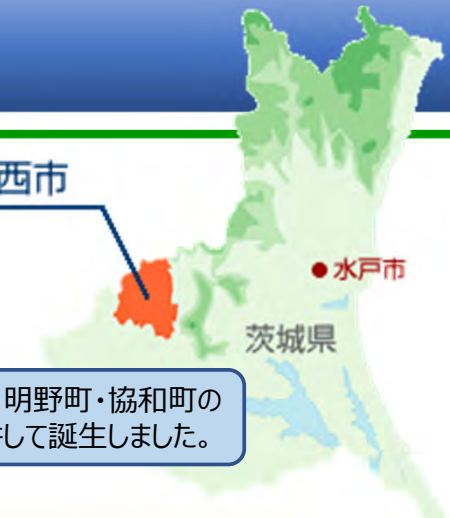 西市
水戸市
茨城県
明野町・協和町の
して誕生しました。